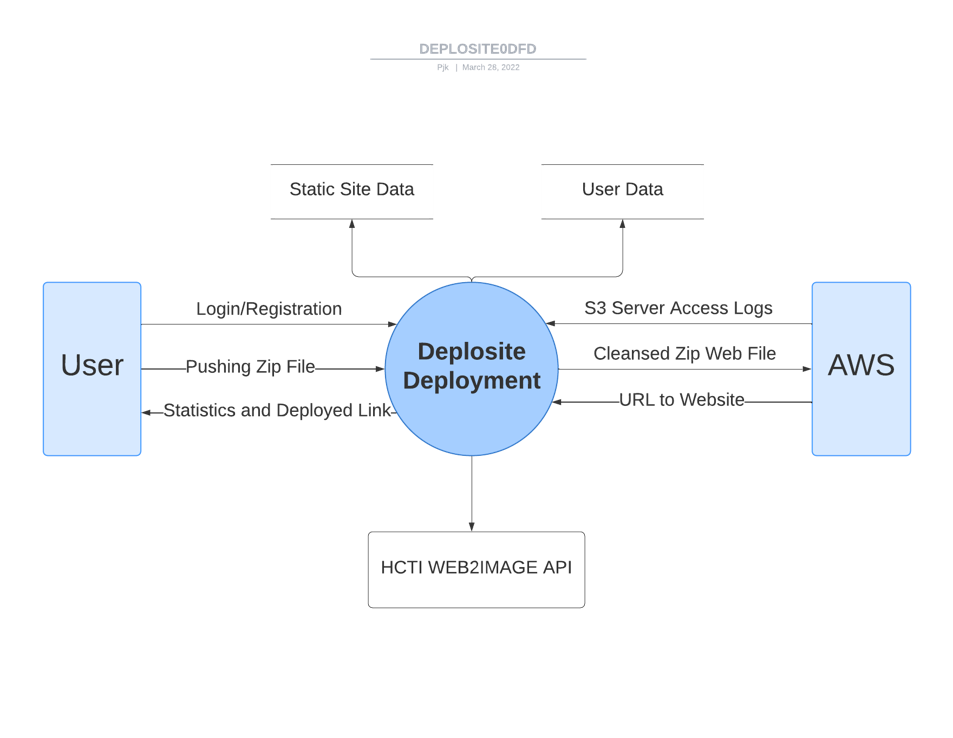 DEPLOSITE0DFD
Pjk | March 28, 2022
Static Site Data
User Data
Login/Registration
S3 Server Access Logs
User
Pushing Zip File
Deplosite
Deployment
Cleansed Zip Web File
AWS
Statistics and Deployed Link
URL to Website
HCTI WEB2IMAGE API